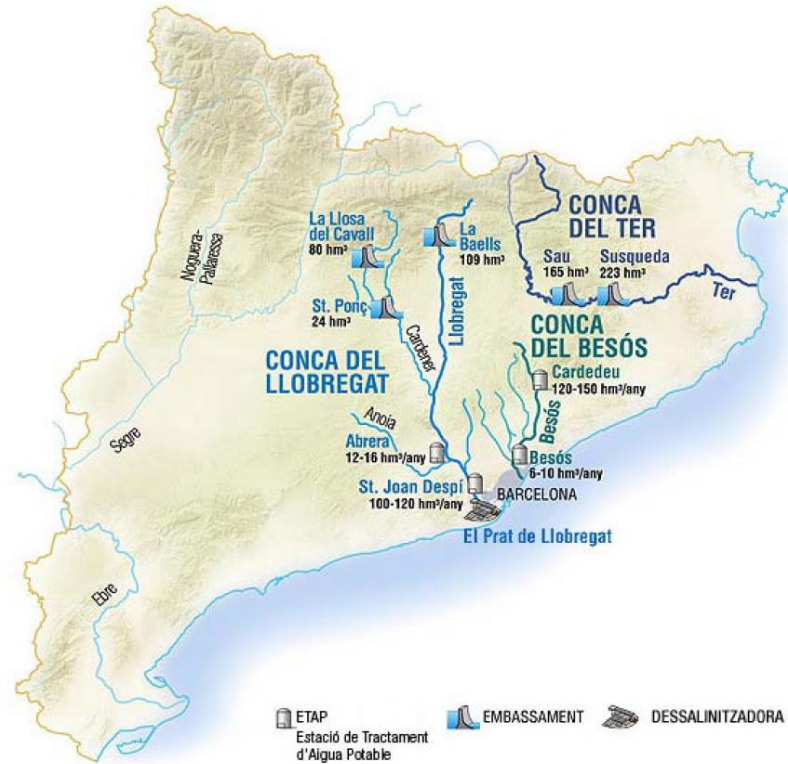 CONCA
DEL TER
La Llosa
del Cavall
80 hm³
La
Baells
109 hm³
Sau
165 hm³
Susqueda
223 hm³
Noguera-
Pallaressa
St. Ponç
24 hm³
Llobregat
Ter
Cardener
CONCA
DEL BESÓS
CONCA DEL
LLOBREGAT
Cardedeu
120-150 hm³/any
Segre
Anoia
Besós
Abrera
12-16 hm³/any
Besós
6-10 hm³/any
St. Joan Despí
100-120 hm³/any
BARCELONA
El Prat de Llobregat
Ebre
ETAP
Estació de Tractament
d'Aigua Potable
EMBASSAMENT
DESSALINITZADORA